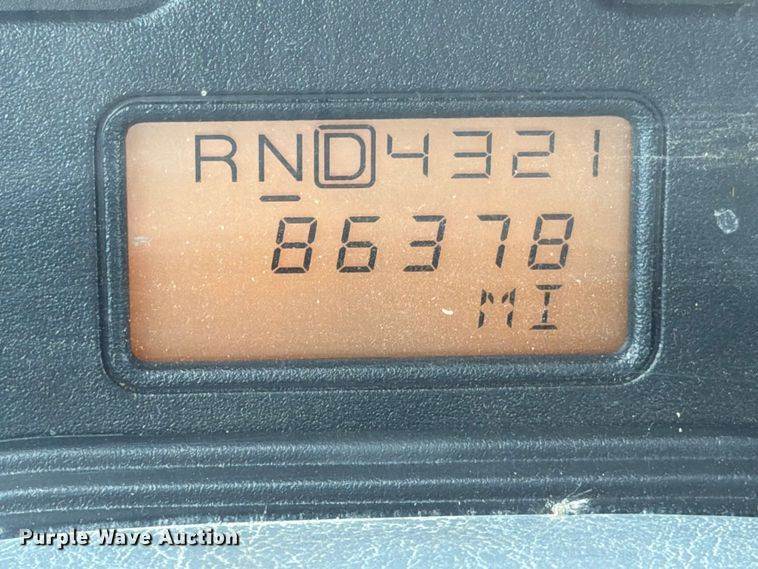 RND4321
86378
MI
Purple Wave Auction